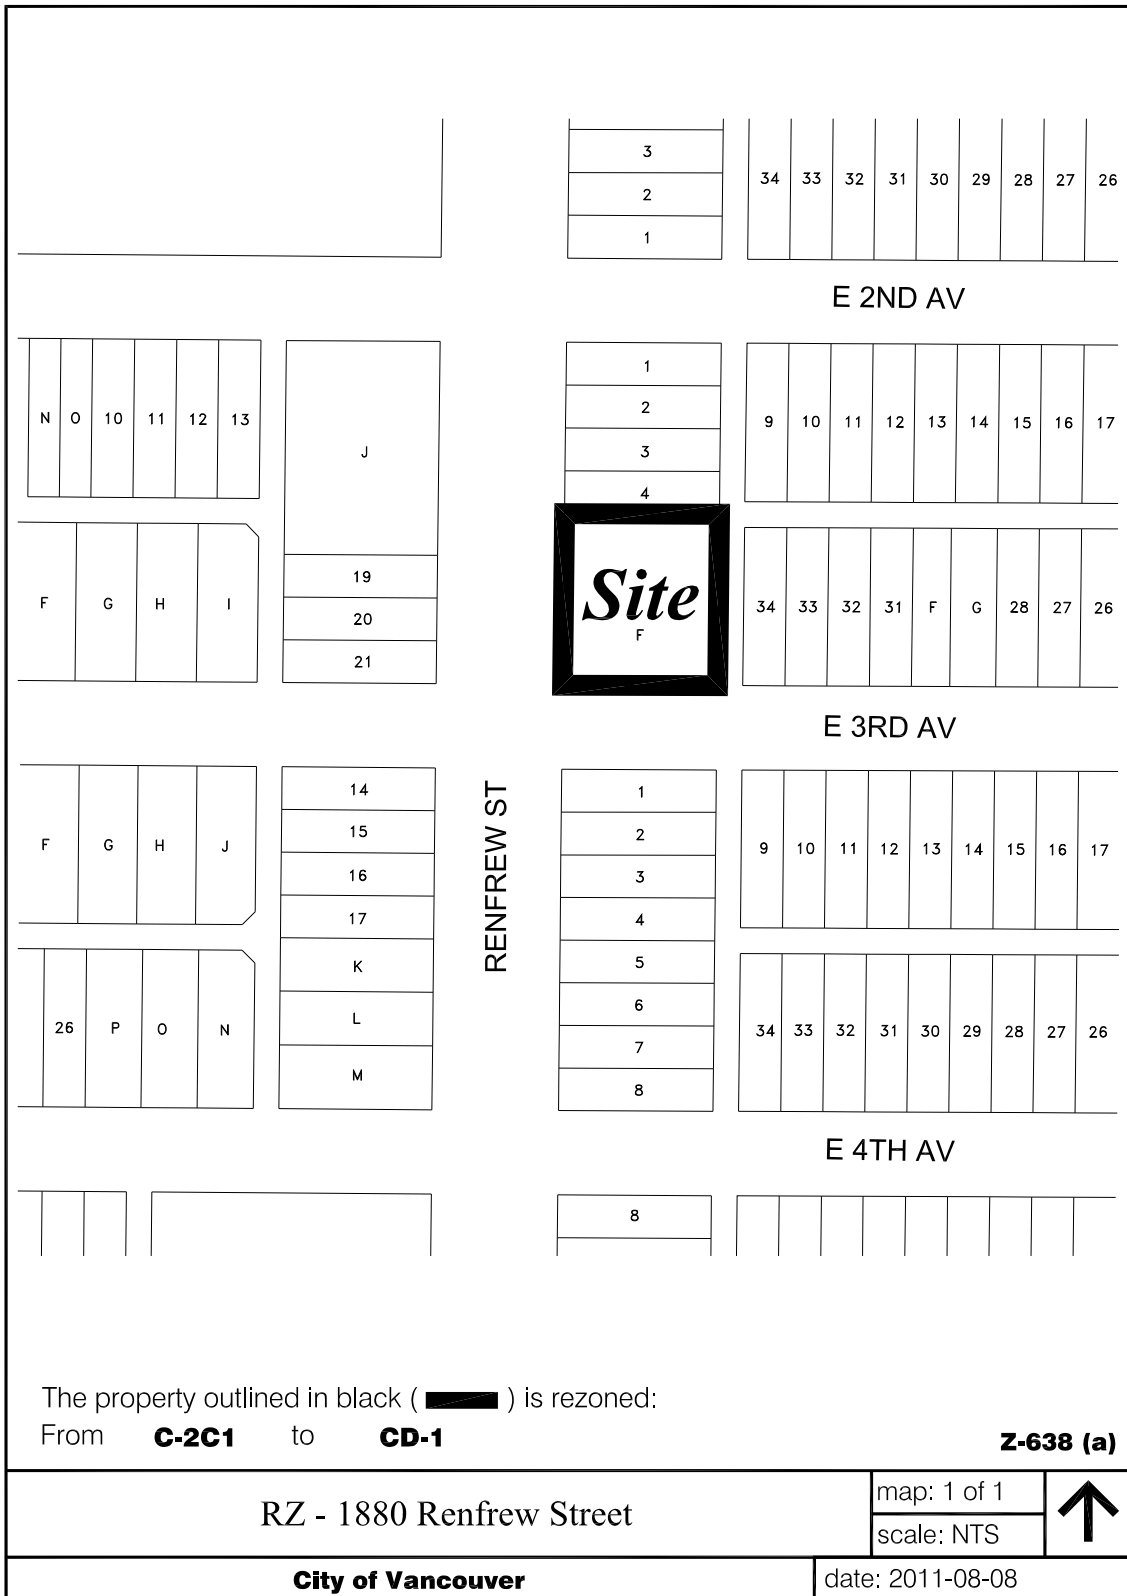 3
2
1
34 33 32 31 30 29 28 27 26
E 2ND AV
N O 10 11 12 13
J
1
2
3
4
9 10 11 12 13 14 15 16 17
F G H I
19
20
21
Site
F
34 33 32 31 F G 28 27 26
E 3RD AV
F G H J
14
15
16
17
K
L
M
RENFREW ST
1
2
3
4
5
6
7
8
9 10 11 12 13 14 15 16 17
26 P O N
34 33 32 31 30 29 28 27 26
E 4TH AV
8
The property outlined in black ( ) is rezoned:
From C-2C1 to CD-1
Z-638 (a)
RZ - 1880 Renfrew Street
map: 1 of 1
scale: NTS
City of Vancouver
date: 2011-08-08